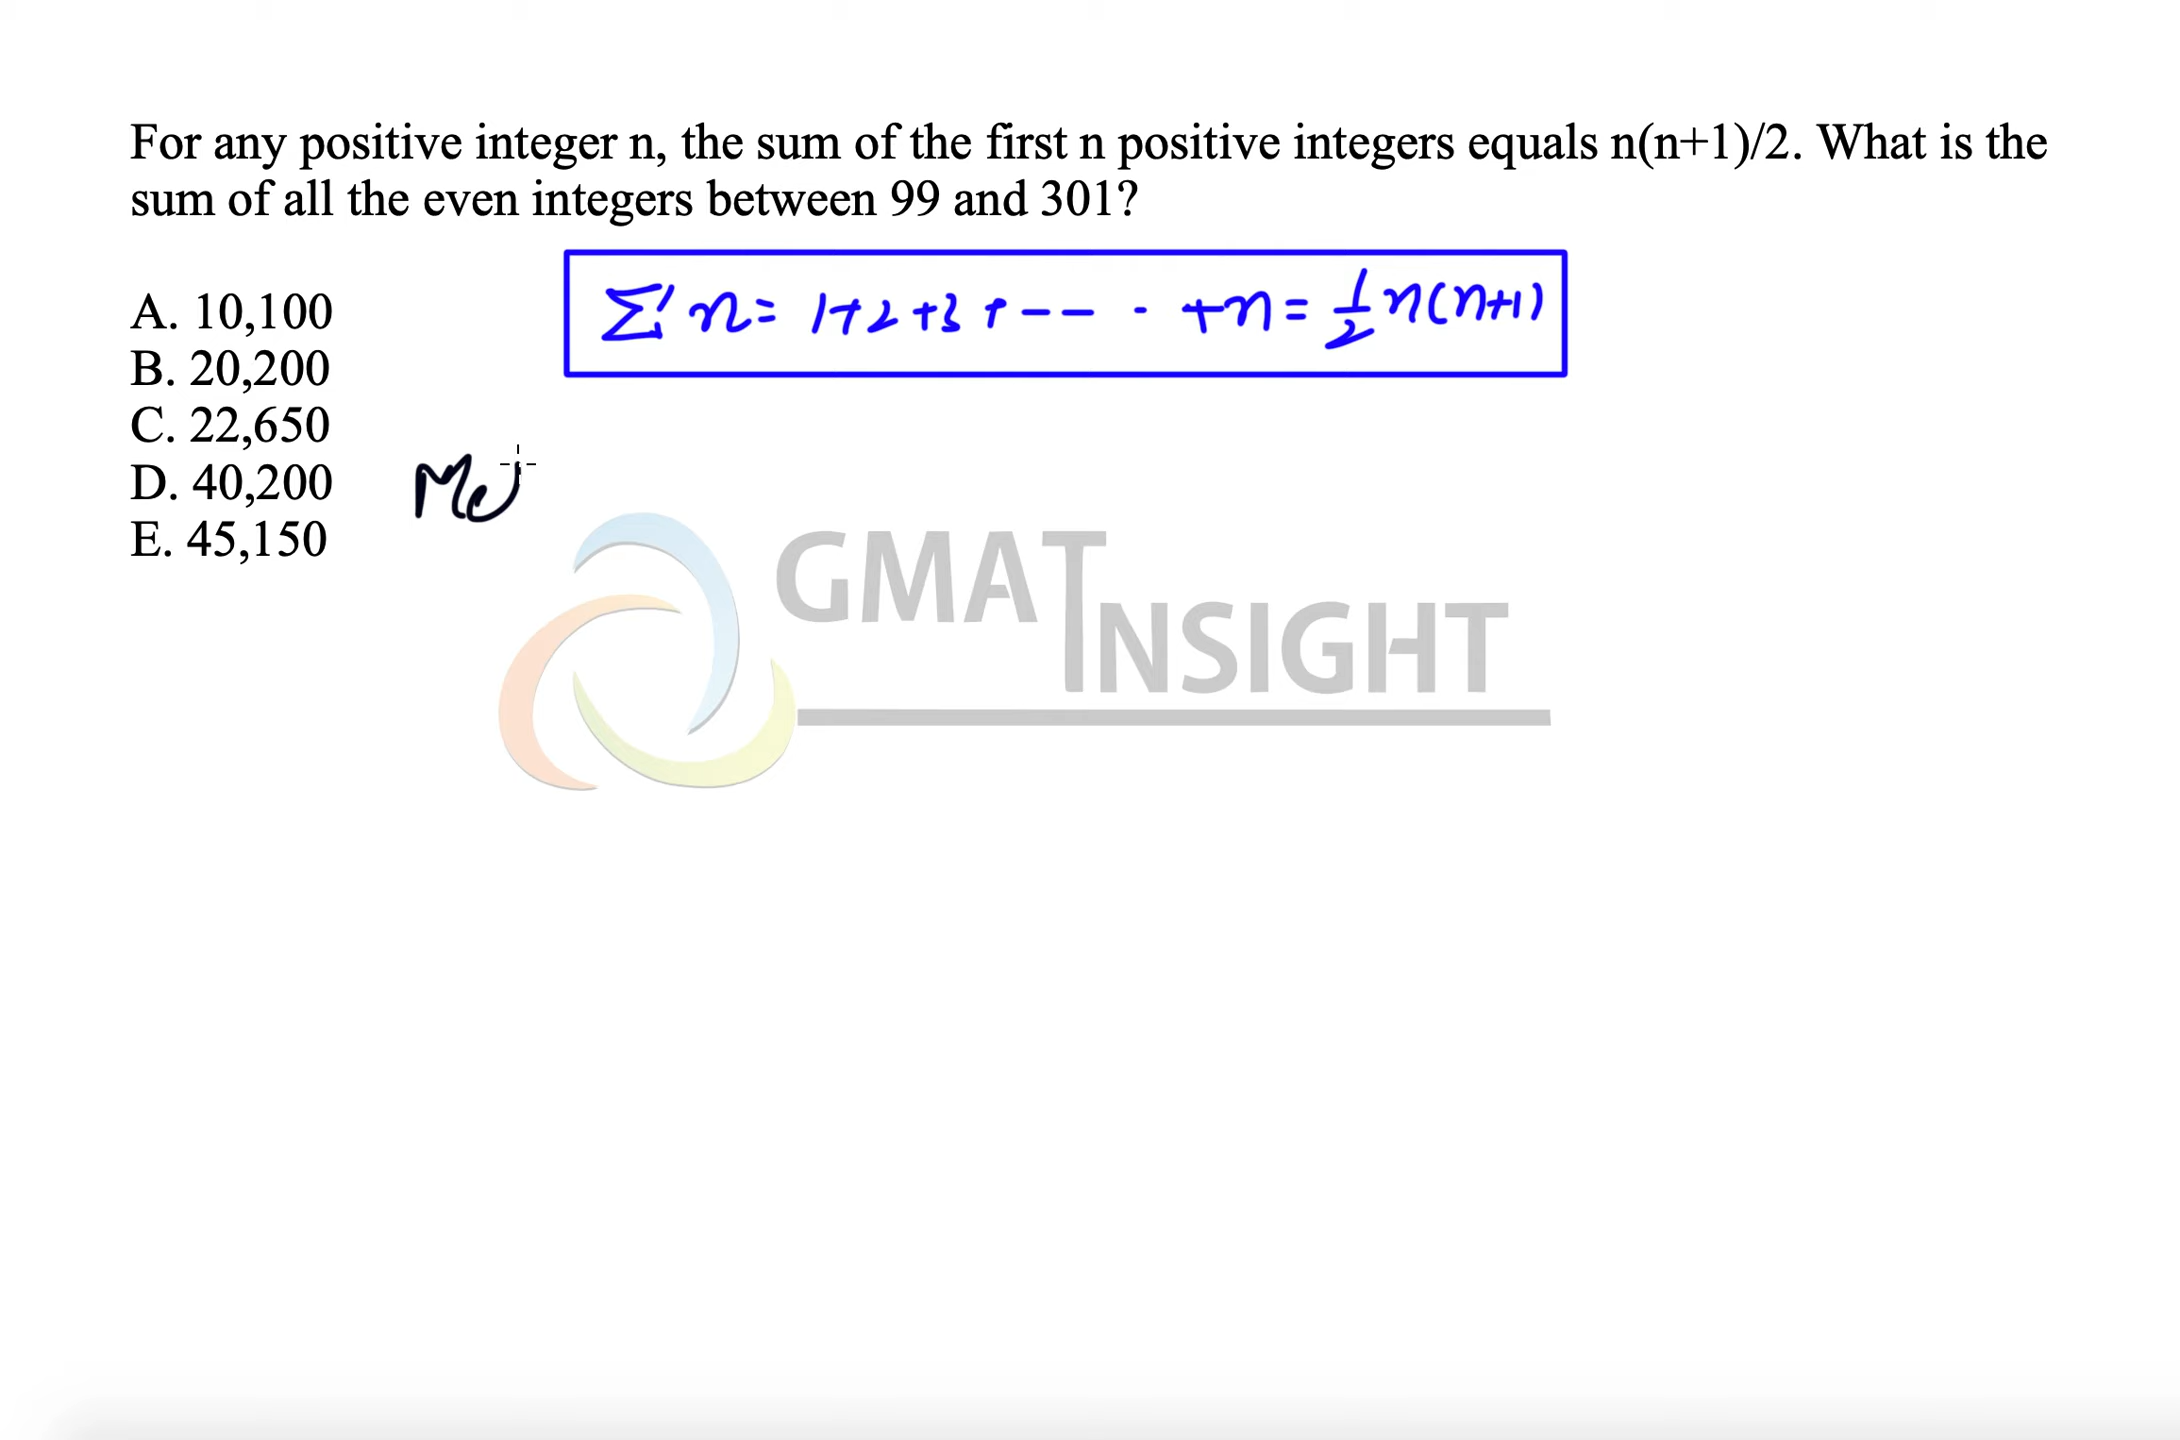 For any positive integer n, the sum of the first n positive integers equals n(n+1)/2. What is the
sum of all the even integers between 99 and 301?
Σ n = 1+2+3+--- +n = 1/2 n(n+1)
A. 10,100
B. 20,200
C. 22,650
D. 40,200
E. 45,150
GMAT INSIGHT